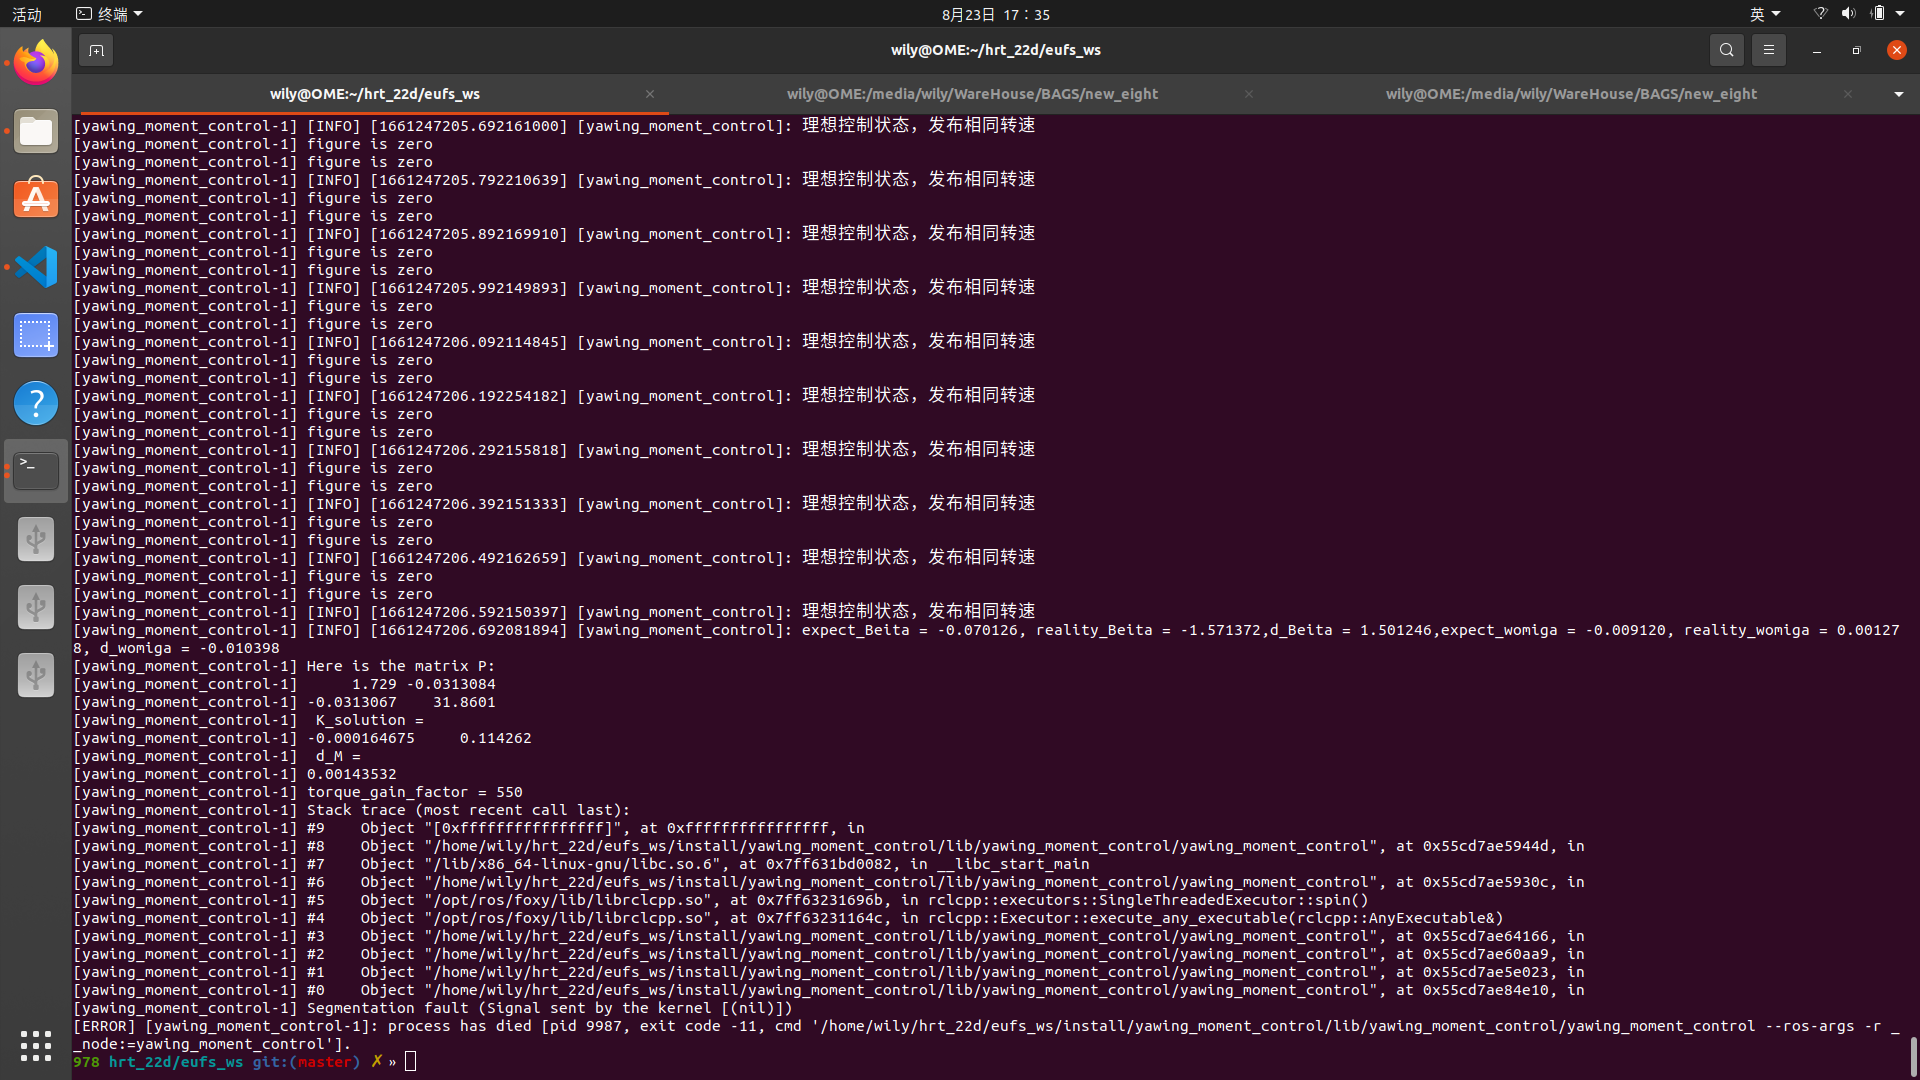 活动
终端
8月23日 17：35
英
wily@OME:~/hrt_22d/eufs_ws
wily@OME:~/hrt_22d/eufs_ws
wily@OME:/media/wily/WareHouse/BAGS/new_eight
wily@OME:/media/wily/WareHouse/BAGS/new_eight
[yawing_moment_control-1] [INFO] [1661247205.692161000] [yawing_moment_control]: 理想控制状态，发布相同转速
[yawing_moment_control-1] figure is zero
[yawing_moment_control-1] figure is zero
[yawing_moment_control-1] [INFO] [1661247205.792210639] [yawing_moment_control]: 理想控制状态，发布相同转速
[yawing_moment_control-1] figure is zero
[yawing_moment_control-1] figure is zero
[yawing_moment_control-1] [INFO] [1661247205.892169910] [yawing_moment_control]: 理想控制状态，发布相同转速
[yawing_moment_control-1] figure is zero
[yawing_moment_control-1] figure is zero
[yawing_moment_control-1] [INFO] [1661247205.992149893] [yawing_moment_control]: 理想控制状态，发布相同转速
[yawing_moment_control-1] figure is zero
[yawing_moment_control-1] figure is zero
[yawing_moment_control-1] [INFO] [1661247206.092114845] [yawing_moment_control]: 理想控制状态，发布相同转速
[yawing_moment_control-1] figure is zero
[yawing_moment_control-1] figure is zero
[yawing_moment_control-1] [INFO] [1661247206.192254182] [yawing_moment_control]: 理想控制状态，发布相同转速
[yawing_moment_control-1] figure is zero
[yawing_moment_control-1] figure is zero
[yawing_moment_control-1] [INFO] [1661247206.292155818] [yawing_moment_control]: 理想控制状态，发布相同转速
[yawing_moment_control-1] figure is zero
[yawing_moment_control-1] figure is zero
[yawing_moment_control-1] [INFO] [1661247206.392151333] [yawing_moment_control]: 理想控制状态，发布相同转速
[yawing_moment_control-1] figure is zero
[yawing_moment_control-1] figure is zero
[yawing_moment_control-1] [INFO] [1661247206.492162659] [yawing_moment_control]: 理想控制状态，发布相同转速
[yawing_moment_control-1] figure is zero
[yawing_moment_control-1] figure is zero
[yawing_moment_control-1] [INFO] [1661247206.592150397] [yawing_moment_control]: 理想控制状态，发布相同转速
[yawing_moment_control-1] [INFO] [1661247206.692081894] [yawing_moment_control]: expect_Beita = -0.070126, reality_Beita = -1.571372,d_Beita = 1.501246,expect_womiga = -0.009120, reality_womiga = 0.00127
8, d_womiga = -0.010398
[yawing_moment_control-1] Here is the matrix P:
[yawing_moment_control-1]      1.729 -0.0313084
[yawing_moment_control-1] -0.0313067    31.8601
[yawing_moment_control-1]  K_solution =
[yawing_moment_control-1] -0.000164675     0.114262
[yawing_moment_control-1]  d_M =
[yawing_moment_control-1] 0.00143532
[yawing_moment_control-1] torque_gain_factor = 550
[yawing_moment_control-1] Stack trace (most recent call last):
[yawing_moment_control-1] #9    Object "[0xffffffffffffffff]", at 0xffffffffffffffff, in
[yawing_moment_control-1] #8    Object "/home/wily/hrt_22d/eufs_ws/install/yawing_moment_control/lib/yawing_moment_control/yawing_moment_control", at 0x55cd7ae5944d, in
[yawing_moment_control-1] #7    Object "/lib/x86_64-linux-gnu/libc.so.6", at 0x7ff631bd0082, in __libc_start_main
[yawing_moment_control-1] #6    Object "/home/wily/hrt_22d/eufs_ws/install/yawing_moment_control/lib/yawing_moment_control/yawing_moment_control", at 0x55cd7ae5930c, in
[yawing_moment_control-1] #5    Object "/opt/ros/foxy/lib/librclcpp.so", at 0x7ff63231696b, in rclcpp::executors::SingleThreadedExecutor::spin()
[yawing_moment_control-1] #4    Object "/opt/ros/foxy/lib/librclcpp.so", at 0x7ff63231164c, in rclcpp::Executor::execute_any_executable(rclcpp::AnyExecutable&)
[yawing_moment_control-1] #3    Object "/home/wily/hrt_22d/eufs_ws/install/yawing_moment_control/lib/yawing_moment_control/yawing_moment_control", at 0x55cd7ae64166, in
[yawing_moment_control-1] #2    Object "/home/wily/hrt_22d/eufs_ws/install/yawing_moment_control/lib/yawing_moment_control/yawing_moment_control", at 0x55cd7ae60aa9, in
[yawing_moment_control-1] #1    Object "/home/wily/hrt_22d/eufs_ws/install/yawing_moment_control/lib/yawing_moment_control/yawing_moment_control", at 0x55cd7ae5e023, in
[yawing_moment_control-1] #0    Object "/home/wily/hrt_22d/eufs_ws/install/yawing_moment_control/lib/yawing_moment_control/yawing_moment_control", at 0x55cd7ae84e10, in
[yawing_moment_control-1] Segmentation fault (Signal sent by the kernel [(nil)])
[ERROR] [yawing_moment_control-1]: process has died [pid 9987, exit code -11, cmd '/home/wily/hrt_22d/eufs_ws/install/yawing_moment_control/lib/yawing_moment_control/yawing_moment_control --ros-args -r _
_node:=yawing_moment_control'].
978 hrt_22d/eufs_ws git:(master) ✗ »